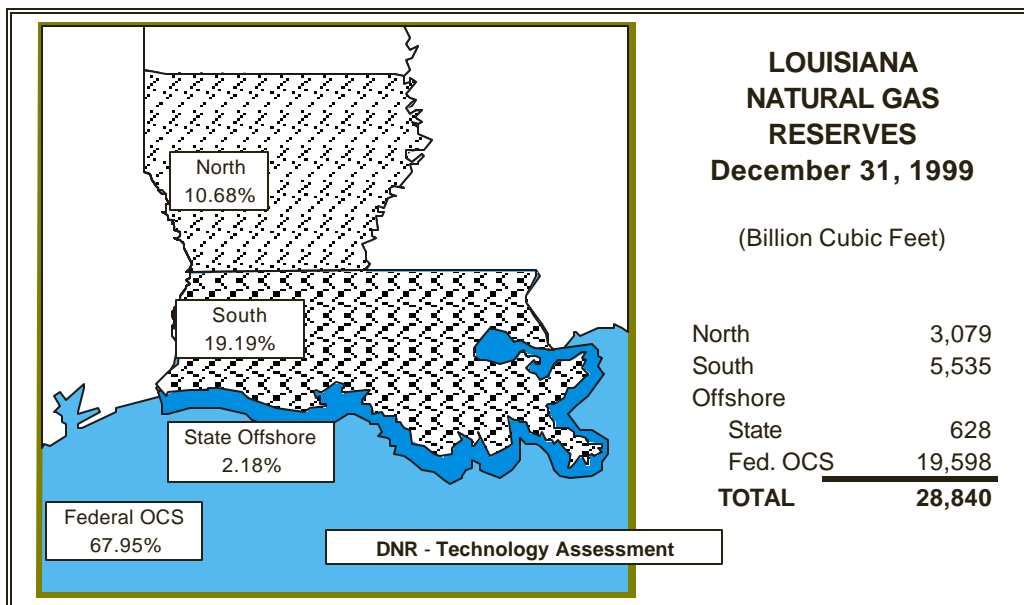 North
10.68%
South
19.19%
State Offshore
2.18%
Federal OCS
67.95%
DNR - Technology Assessment
LOUISIANA
NATURAL GAS
RESERVES
December 31, 1999
(Billion Cubic Feet)
North 3,079
South 5,535
Offshore
State 628
Fed. OCS 19,598
TOTAL 28,840